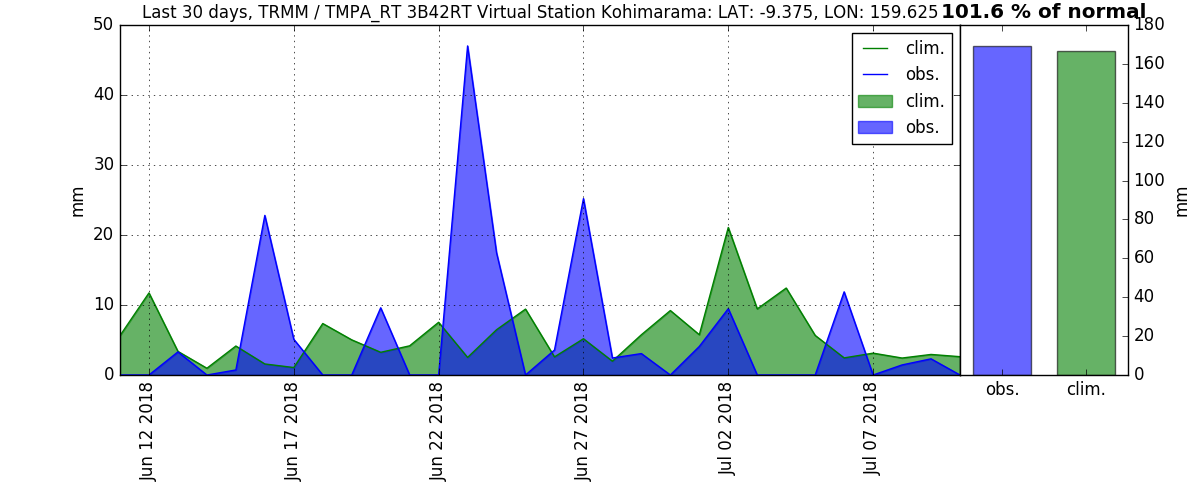 Last 30 days, TRMM / TMPA_RT 3B42RT Virtual Station Kohimarama: LAT: -9.375, LON: 159.625
101.6 % of normal
50
40
30
20
10
0
mm
clim.
obs.
clim.
obs.
Jun 12 2018
Jun 17 2018
Jun 22 2018
Jun 27 2018
Jul 02 2018
Jul 07 2018
180
160
140
120
100
80
60
40
20
0
mm
obs.
clim.